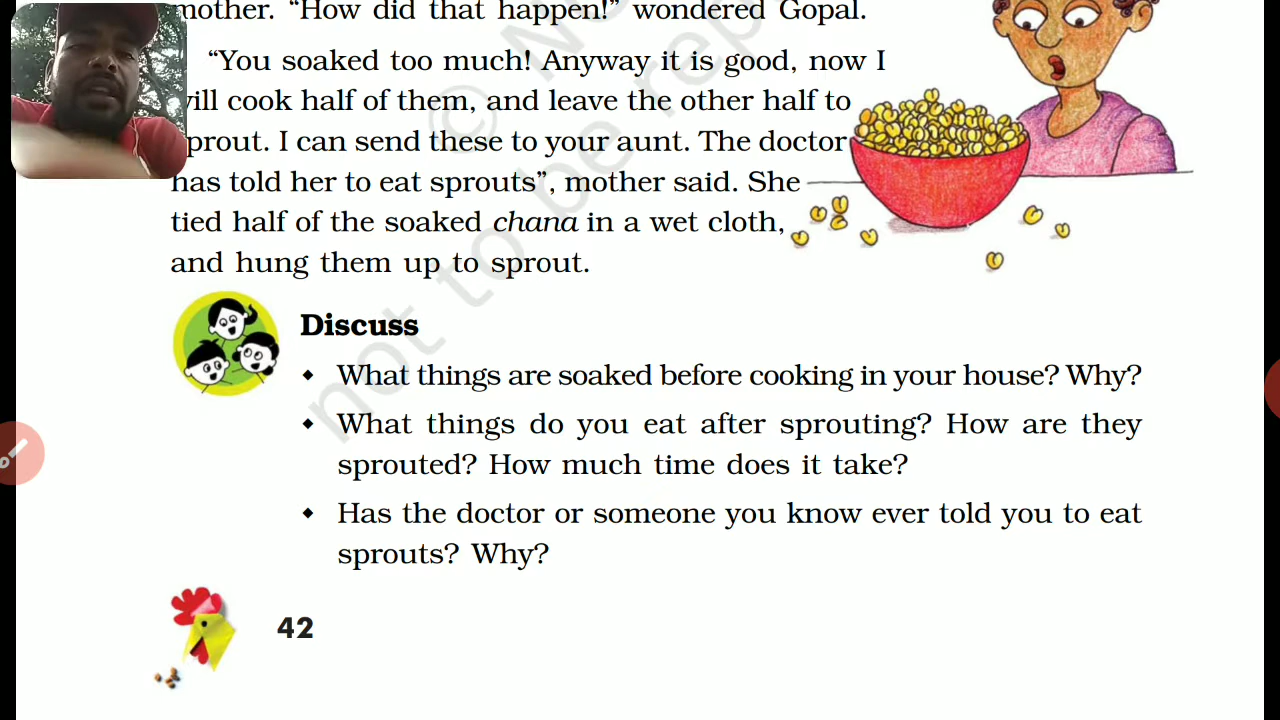 mother. “How did that happen!” wondered Gopal.
“You soaked too much! Anyway it is good, now I
will cook half of them, and leave the other half to
sprout. I can send these to your aunt. The doctor
has told her to eat sprouts”, mother said. She
tied half of the soaked chana in a wet cloth,
and hung them up to sprout.
Discuss
♦ What things are soaked before cooking in your house? Why?
♦ What things do you eat after sprouting? How are they
sprouted? How much time does it take?
♦ Has the doctor or someone you know ever told you to eat
sprouts? Why?
42
© N
not to be rep